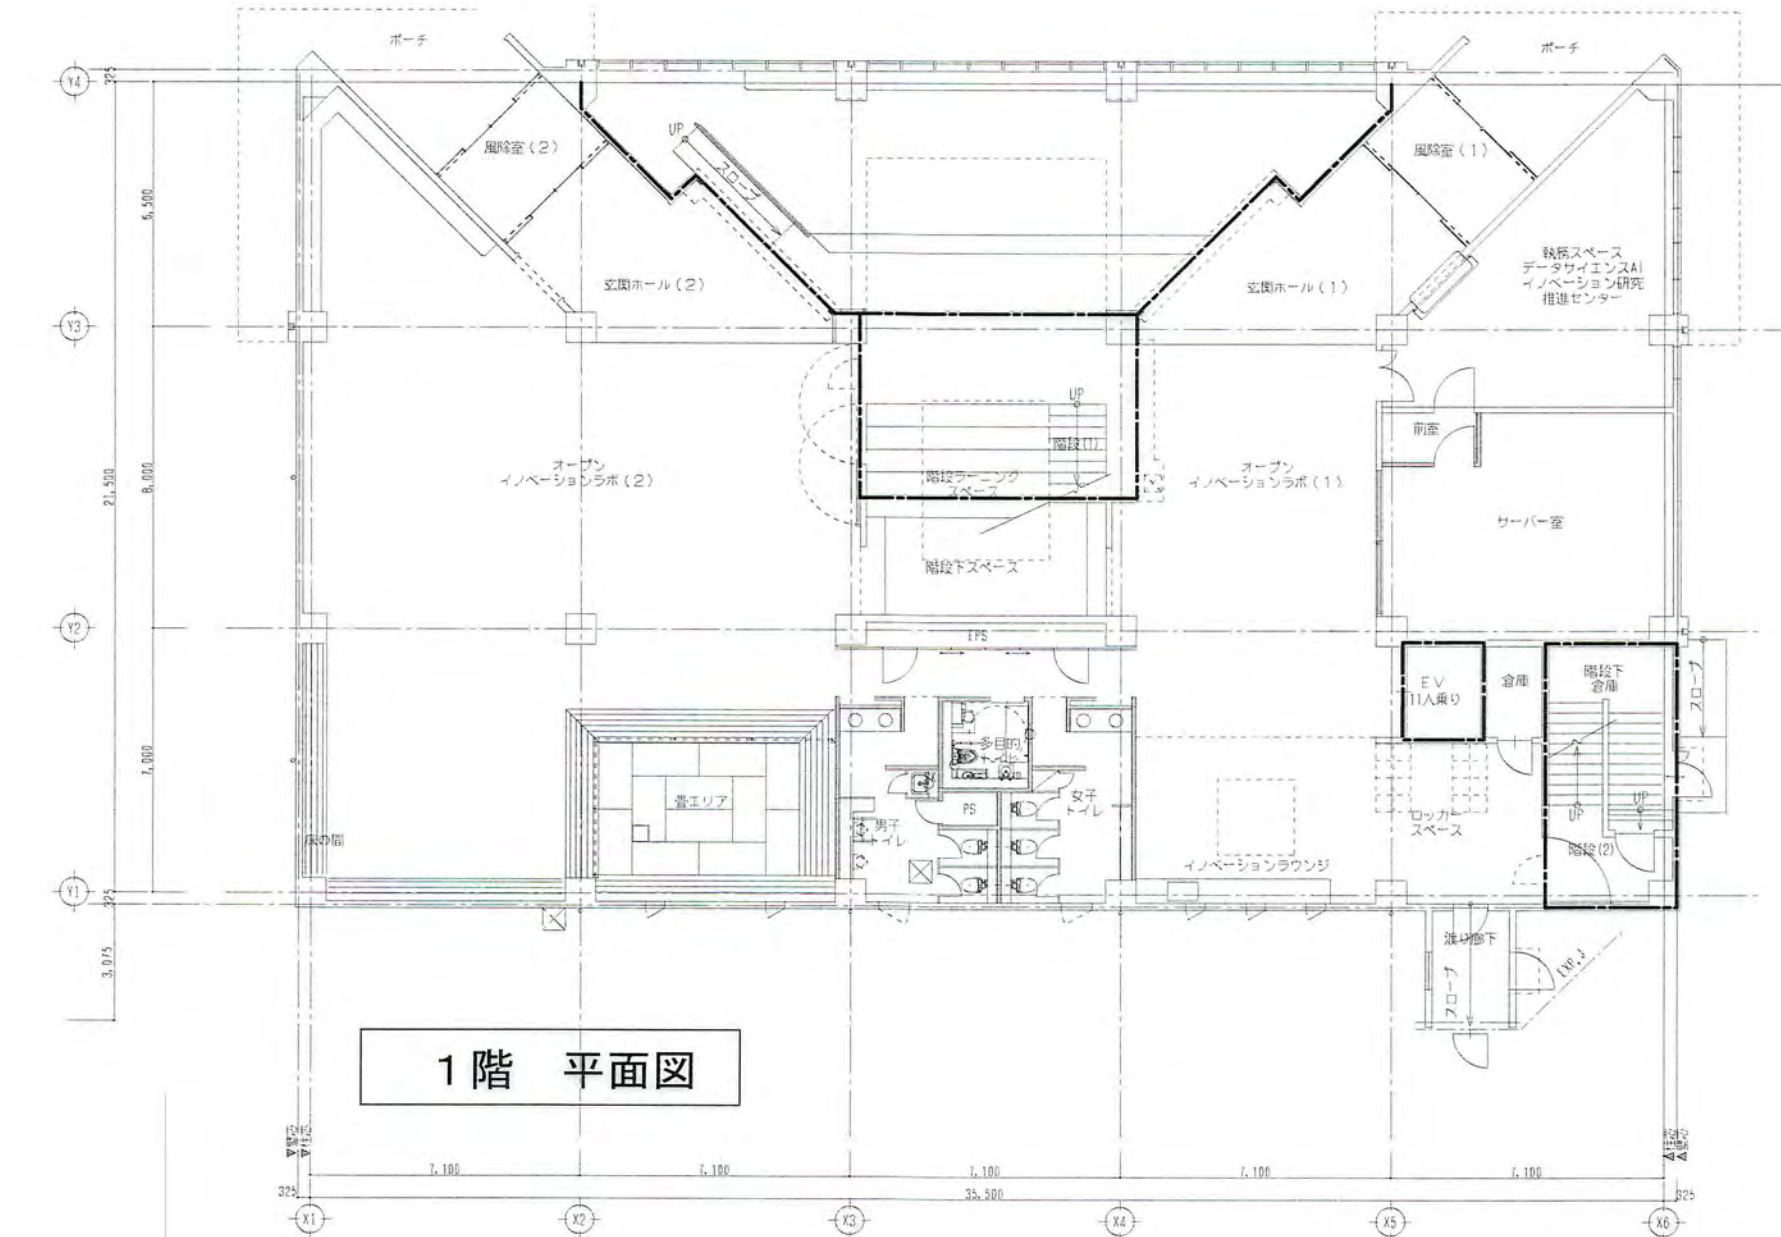 ポーチ
ポーチ
Y4
325
UP
風除室(2)
風除室(1)
スロープ
6,500
執務スペース
データサイエンスAI
イノベーション研究
推進センター
玄関ホール(2)
玄関ホール(1)
Y3
UP
階段(1)
前室
オープン
イノベーションラボ(2)
階段ラーニング
スペース
オープン
イノベーションラボ(1)
8,000
21,500
サーバー室
階段下スペース
Y2
EPS
EV
11人乗り
倉庫
階段下
倉庫
スロープ
多目的
トイレ
7,000
畳エリア
PS
女子
トイレ
男子
トイレ
ロッカー
スペース
UP
UP
床の間
イノベーションラウンジ
階段(2)
Y1
325
渡り廊下
スロープ
EXP.J
3,075
1階 平面図
7,100
7,100
7,100
7,100
7,100
325
35,500
325
X1
X2
X3
X4
X5
X6